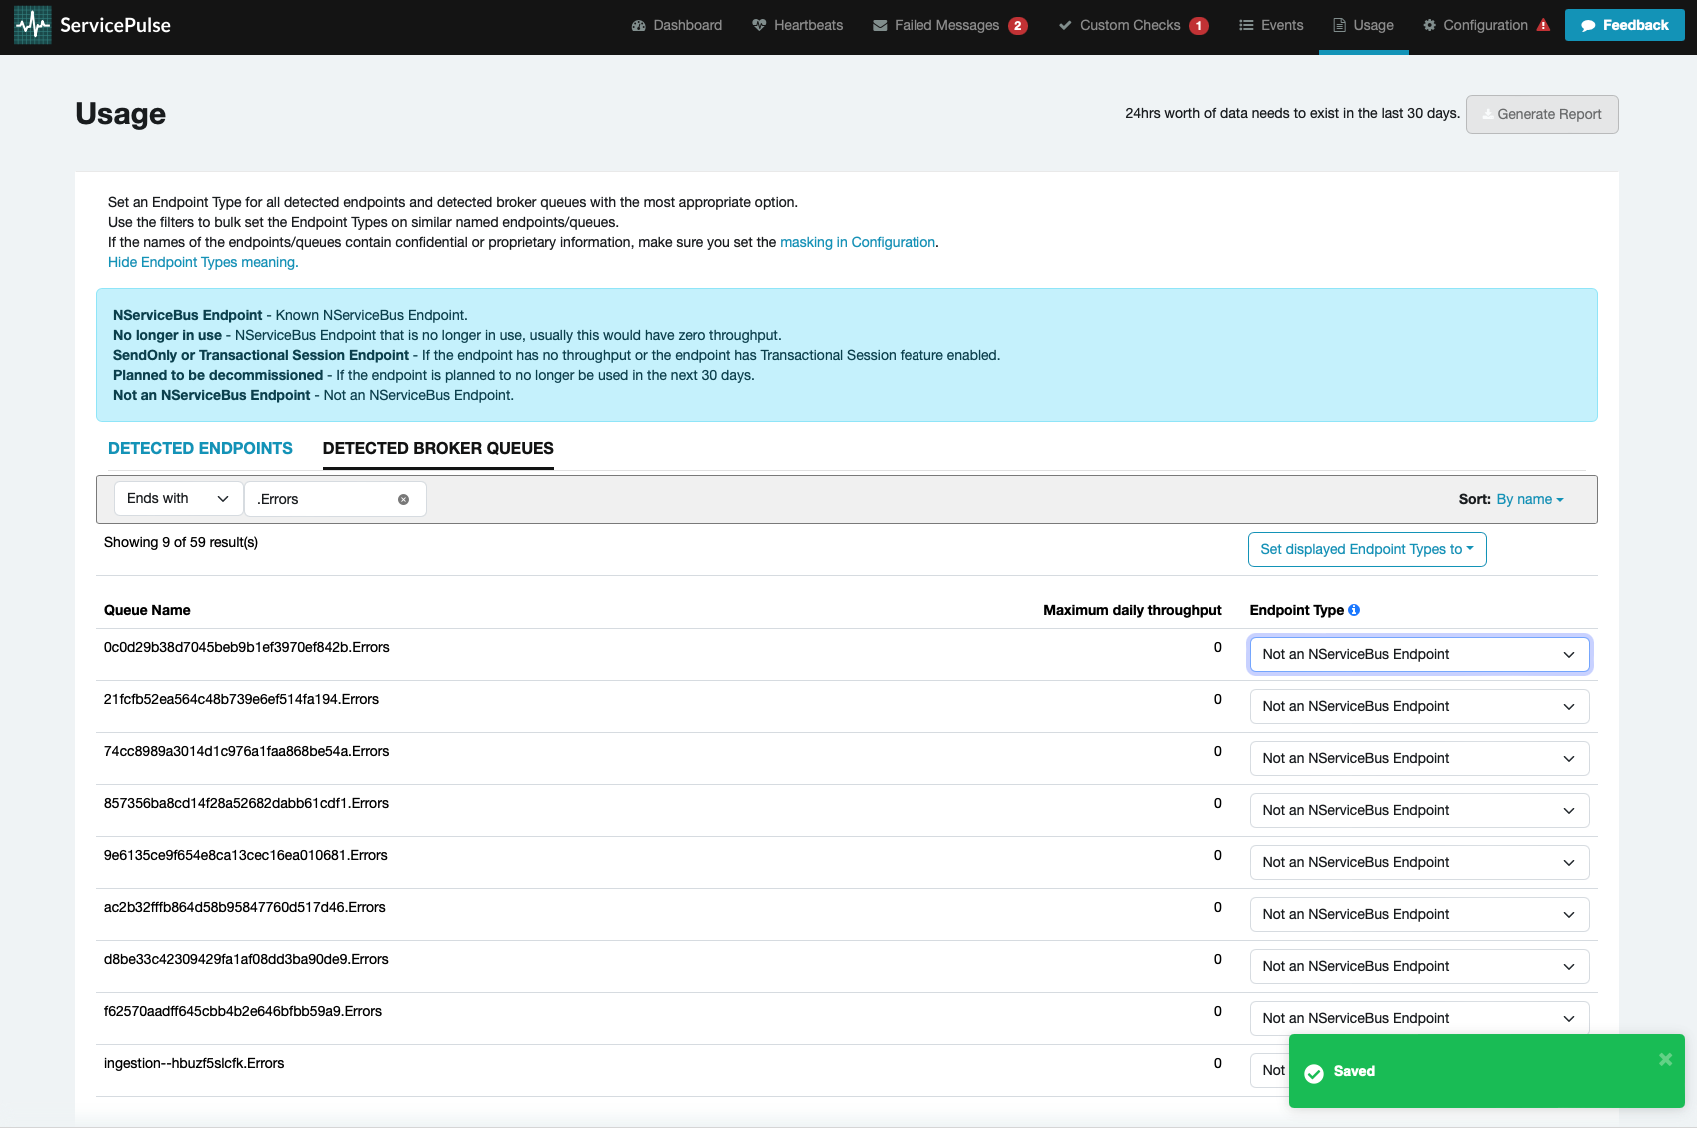 ServicePulse
Dashboard
Heartbeats
Failed Messages 2
Custom Checks 1
Events
Usage
Configuration
Feedback
Usage
24hrs worth of data needs to exist in the last 30 days.
Generate Report
Set an Endpoint Type for all detected endpoints and detected broker queues with the most appropriate option.
Use the filters to bulk set the Endpoint Types on similar named endpoints/queues.
If the names of the endpoints/queues contain confidential or proprietary information, make sure you set the masking in Configuration.
Hide Endpoint Types meaning.
NServiceBus Endpoint - Known NServiceBus Endpoint.
No longer in use - NServiceBus Endpoint that is no longer in use, usually this would have zero throughput.
SendOnly or Transactional Session Endpoint - If the endpoint has no throughput or the endpoint has Transactional Session feature enabled.
Planned to be decommissioned - If the endpoint is planned to no longer be used in the next 30 days.
Not an NServiceBus Endpoint - Not an NServiceBus Endpoint.
DETECTED ENDPOINTS
DETECTED BROKER QUEUES
Ends with
.Errors
Sort: By name
Showing 9 of 59 result(s)
Set displayed Endpoint Types to
Queue Name Maximum daily throughput Endpoint Type
0c0d29b38d7045beb9b1ef3970ef842b.Errors 0 Not an NServiceBus Endpoint
21fcfb52ea564c48b739e6ef514fa194.Errors 0 Not an NServiceBus Endpoint
74cc8989a3014d1c976a1faa868be54a.Errors 0 Not an NServiceBus Endpoint
857356ba8cd14f28a52682dabb61cdf1.Errors 0 Not an NServiceBus Endpoint
9e6135ce9f654e8ca13cec16ea010681.Errors 0 Not an NServiceBus Endpoint
ac2b32fffb864d58b95847760d517d46.Errors 0 Not an NServiceBus Endpoint
d8be33c42309429fa1af08dd3ba90de9.Errors 0 Not an NServiceBus Endpoint
f62570aadff645cbb4b2e646bfbb59a9.Errors 0 Not an NServiceBus Endpoint
ingestion--hbuzf5slcfk.Errors 0 Not
Saved